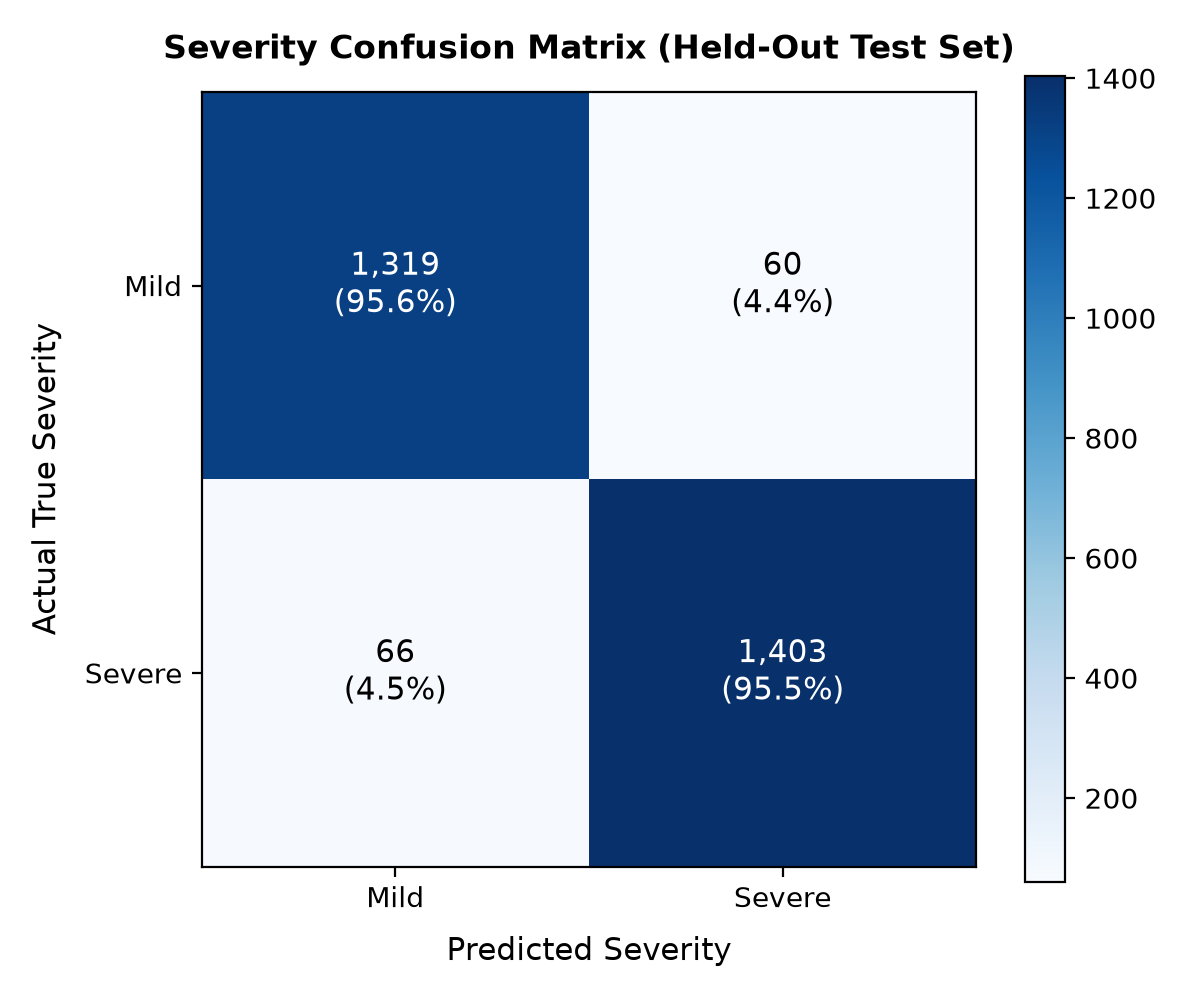 Severity Confusion Matrix (Held-Out Test Set)
Actual True Severity
Mild
Severe
1,319
(95.6%)
60
(4.4%)
66
(4.5%)
1,403
(95.5%)
Mild
Severe
Predicted Severity
1400
1200
1000
800
600
400
200